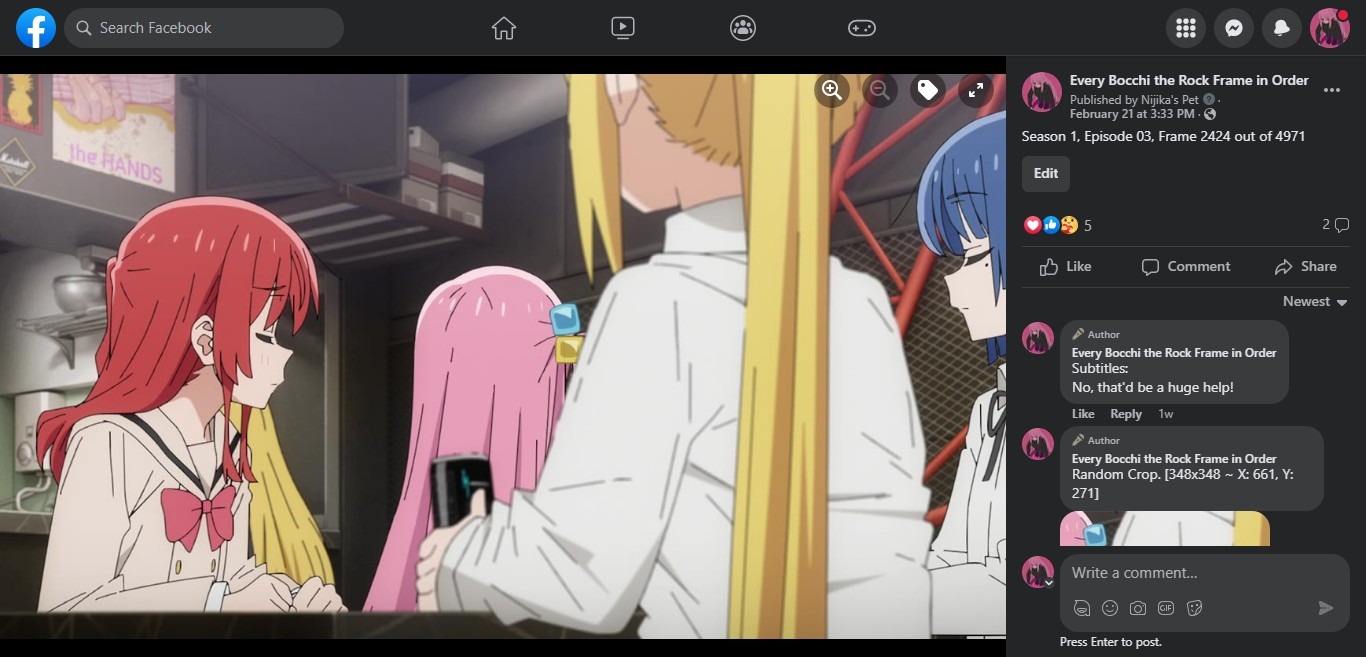 Search Facebook
the HANDS
Every Bocchi the Rock Frame in Order
Published by Nijika's Pet ·
February 21 at 3:33 PM ·
Season 1, Episode 03, Frame 2424 out of 4971
Edit
5
2
Like
Comment
Share
Newest
Author
Every Bocchi the Rock Frame in Order
Subtitles:
No, that'd be a huge help!
Like Reply 1w
Author
Every Bocchi the Rock Frame in Order
Random Crop. [348x348 ~ X: 661, Y:
271]
Write a comment...
GIF
Press Enter to post.